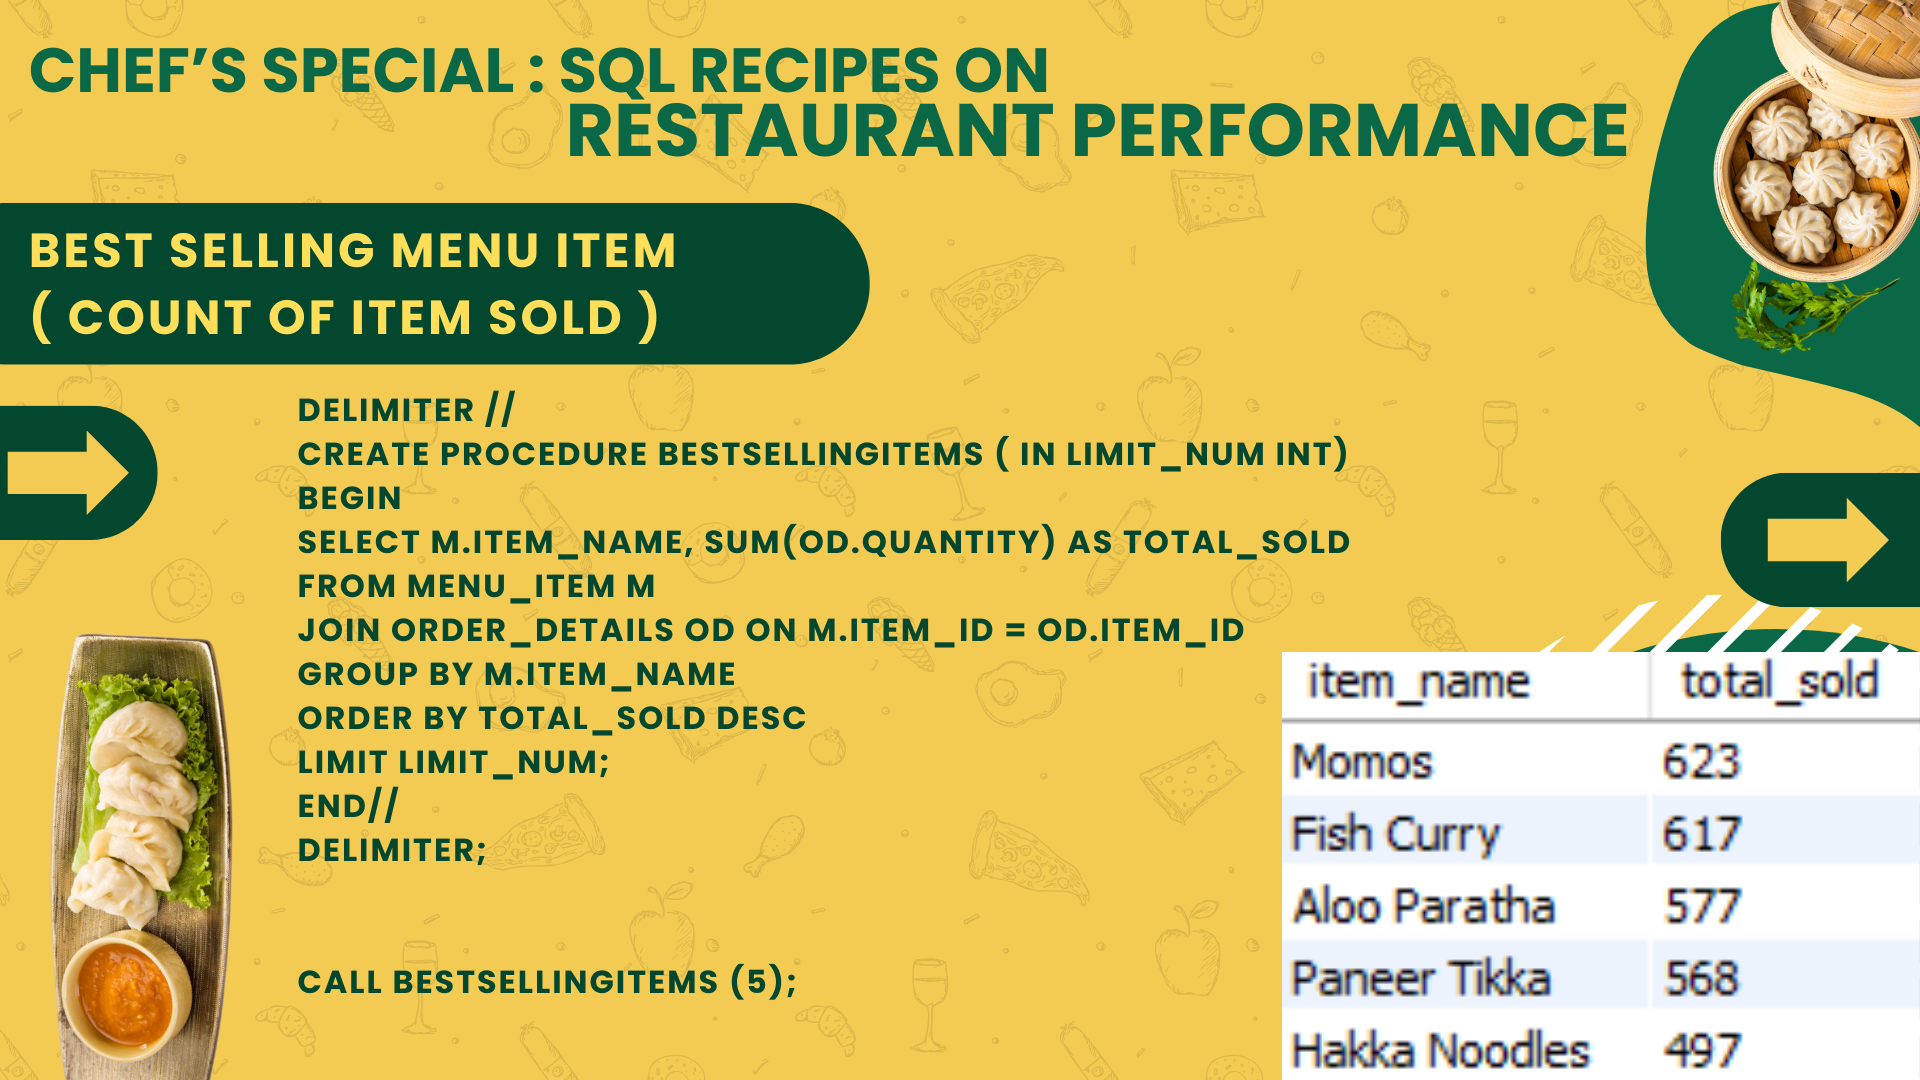 CHEF’S SPECIAL : SQL RECIPES ON
RESTAURANT PERFORMANCE
BEST SELLING MENU ITEM
( COUNT OF ITEM SOLD )
DELIMITER //
CREATE PROCEDURE BESTSELLINGITEMS ( IN LIMIT_NUM INT)
BEGIN
SELECT M.ITEM_NAME, SUM(OD.QUANTITY) AS TOTAL_SOLD
FROM MENU_ITEM M
JOIN ORDER_DETAILS OD ON M.ITEM_ID = OD.ITEM_ID
GROUP BY M.ITEM_NAME
ORDER BY TOTAL_SOLD DESC
LIMIT LIMIT_NUM;
END//
DELIMITER;
CALL BESTSELLINGITEMS (5);
item_name total_sold
Momos 623
Fish Curry 617
Aloo Paratha 577
Paneer Tikka 568
Hakka Noodles 497